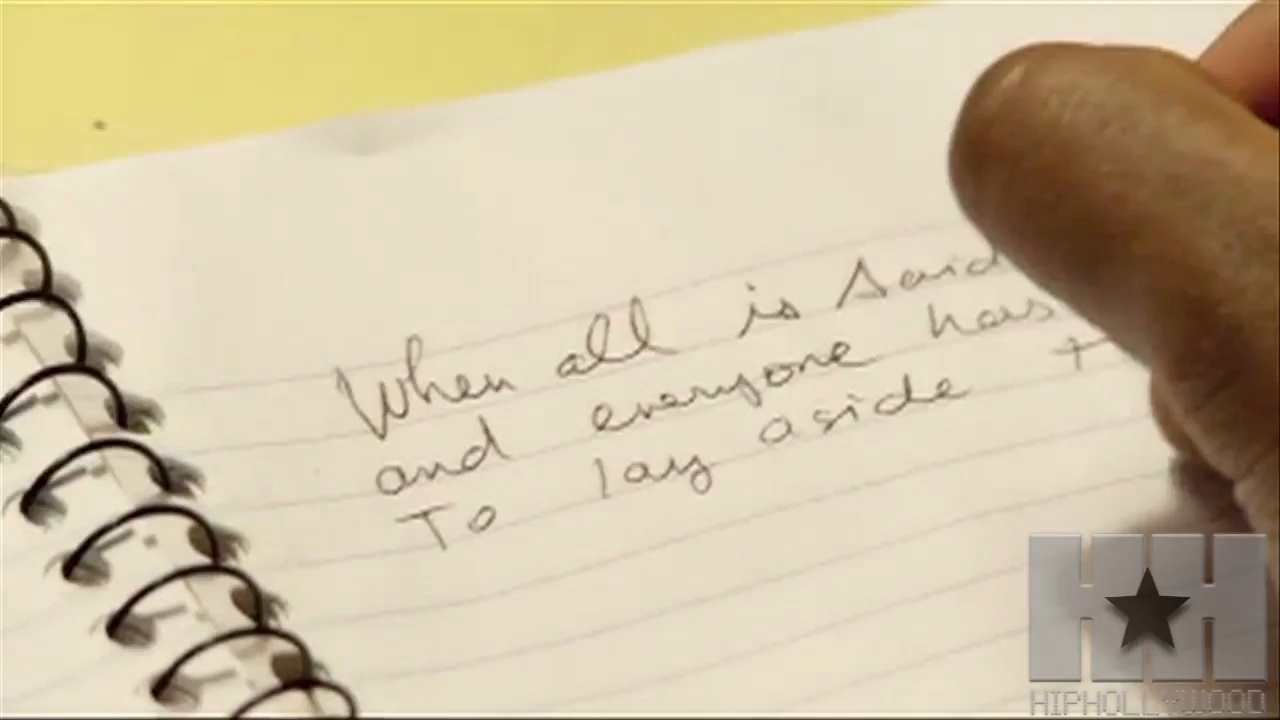 When all is said
and everyone has
To lay aside t
HIPHOLLYWOOD